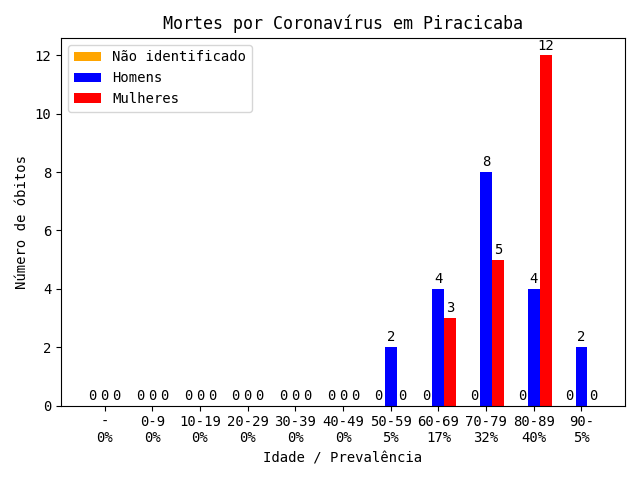 Mortes por Coronavírus em Piracicaba
Não identificado
Homens
Mulheres
Número de óbitos
12
10
8
6
4
2
0
0 0 0 0 0 0 0 0 0 0 0 0 0 0 0 0 0 0 0 2 0 0 4 3 0 8 5 0 4 12 0 2 0
- 0-9 10-19 20-29 30-39 40-49 50-59 60-69 70-79 80-89 90-
0% 0% 0% 0% 0% 0% 5% 17% 32% 40% 5%
Idade / Prevalência